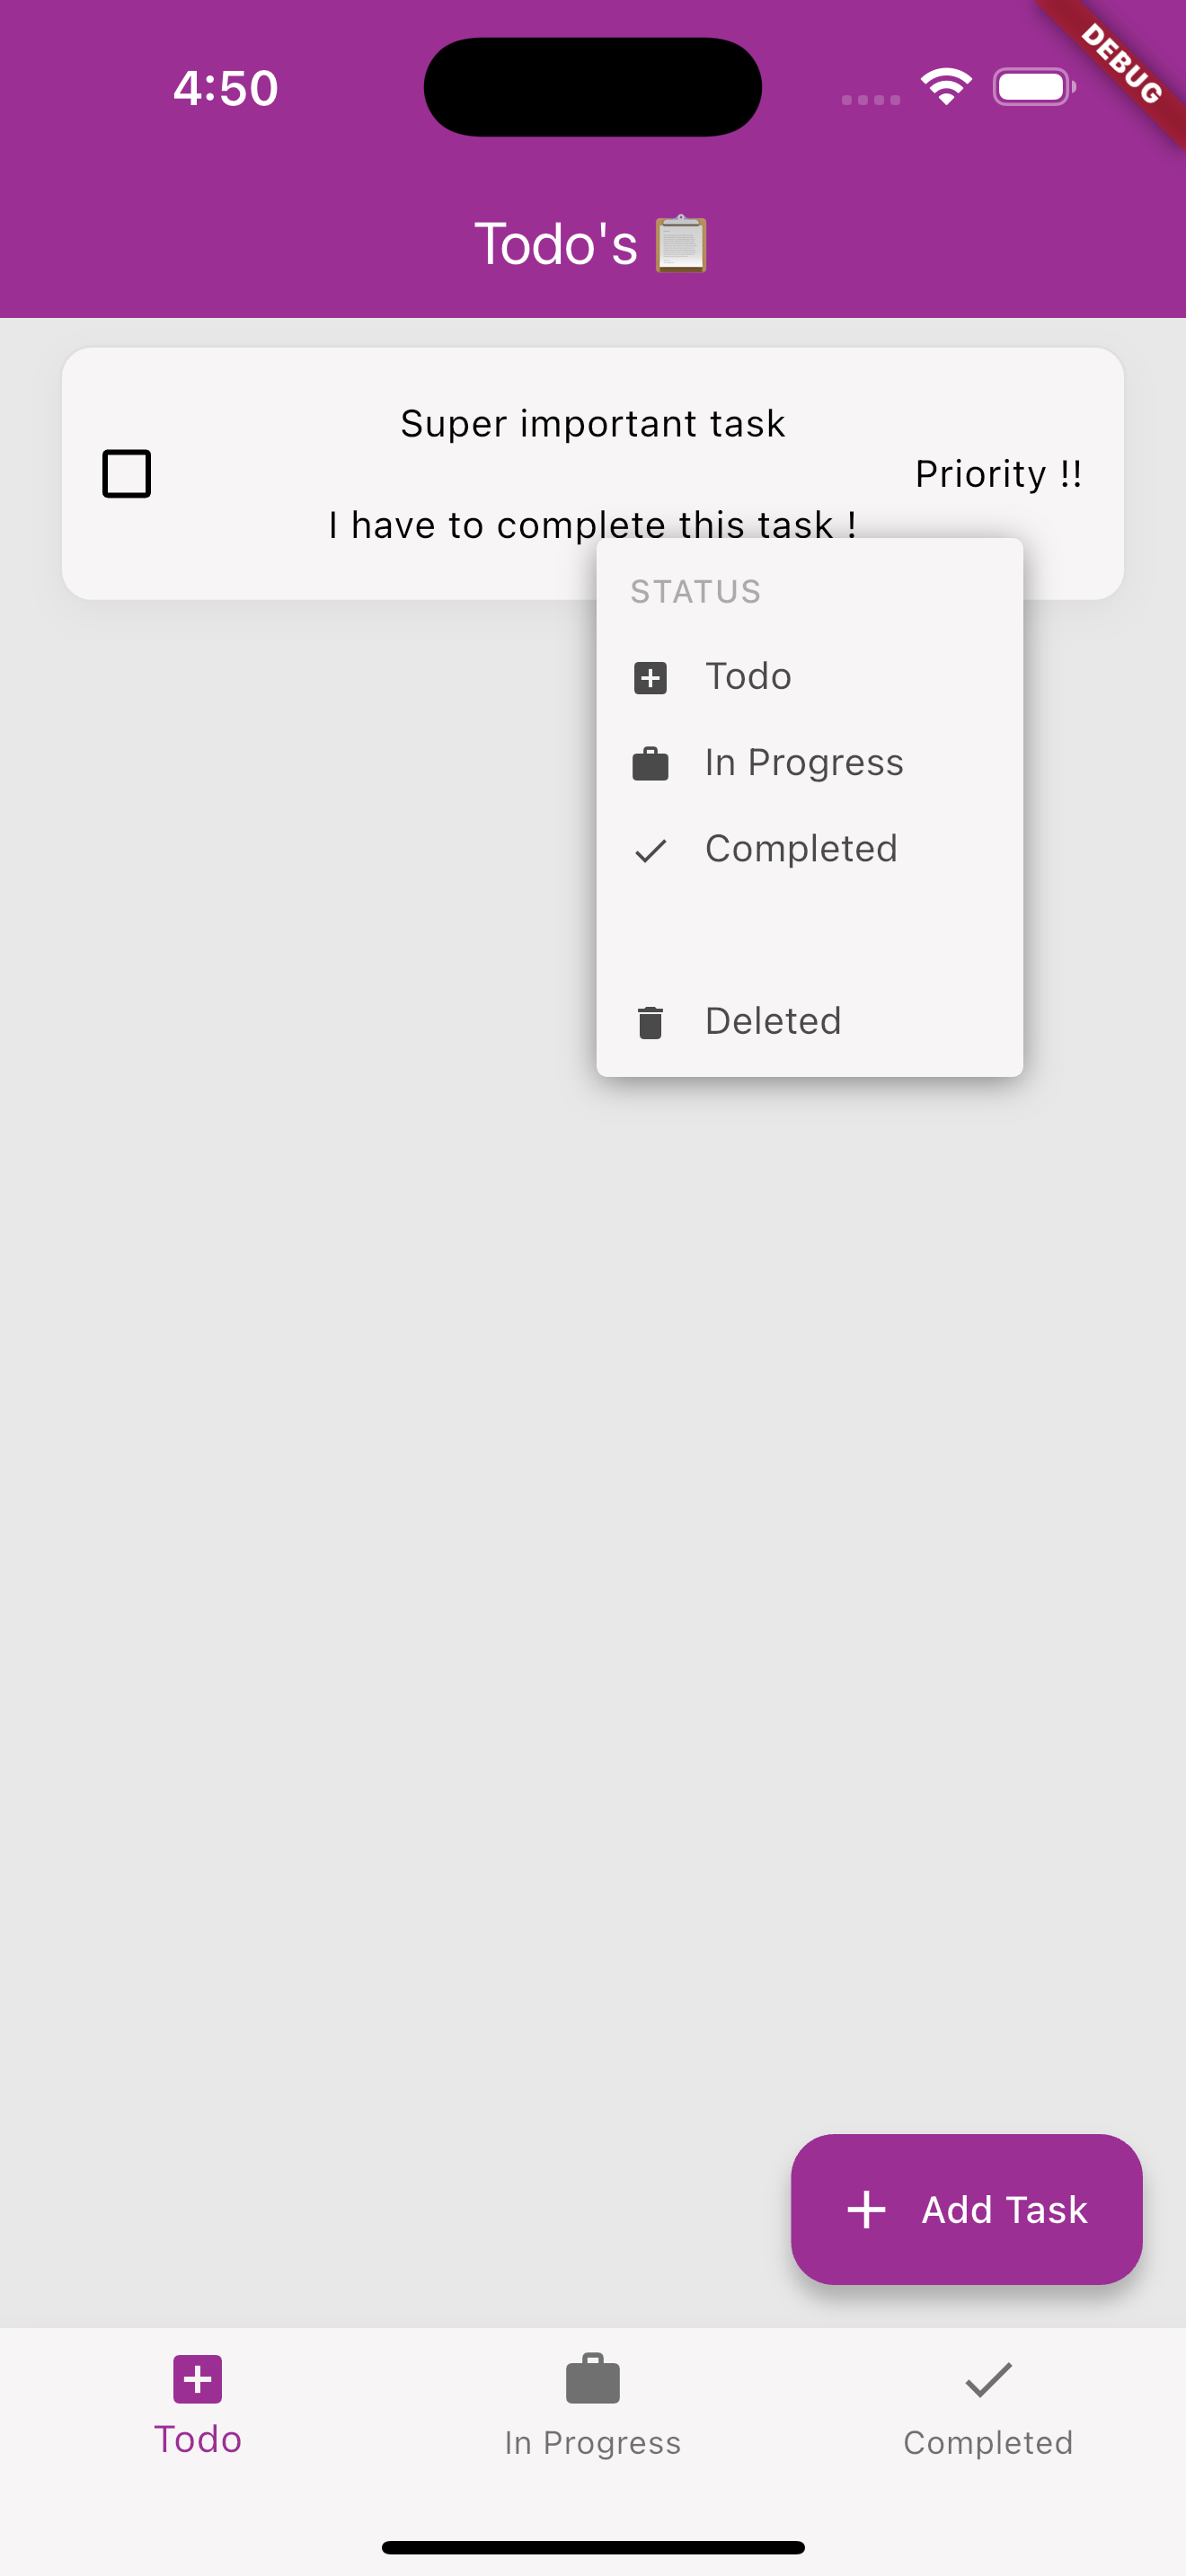 4:50
DEBUG
Todo's 📋
Super important task
Priority !!
I have to complete this task !
STATUS
Todo
In Progress
Completed
Deleted
Add Task
Todo
In Progress
Completed